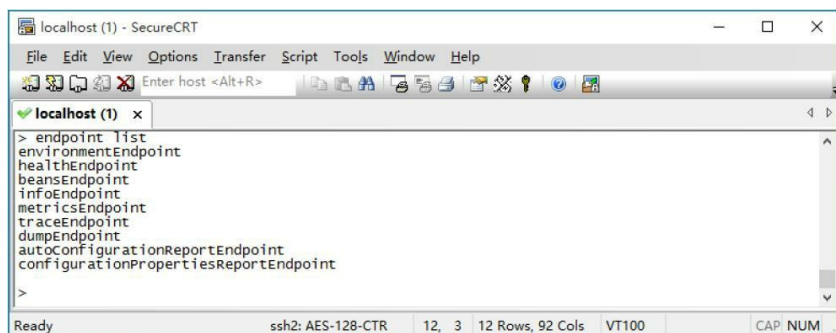 localhost (1) - SecureCRT
File Edit View Options Transfer Script Tools Window Help
Enter host <Alt+R>
localhost (1) x
> endpoint list
environmentEndpoint
healthEndpoint
beansEndpoint
infoEndpoint
metricsEndpoint
traceEndpoint
dumpEndpoint
autoConfigurationReportEndpoint
configurationPropertiesReportEndpoint
>
Ready ssh2: AES-128-CTR 12, 3 12 Rows, 92 Cols VT100 CAP NUM